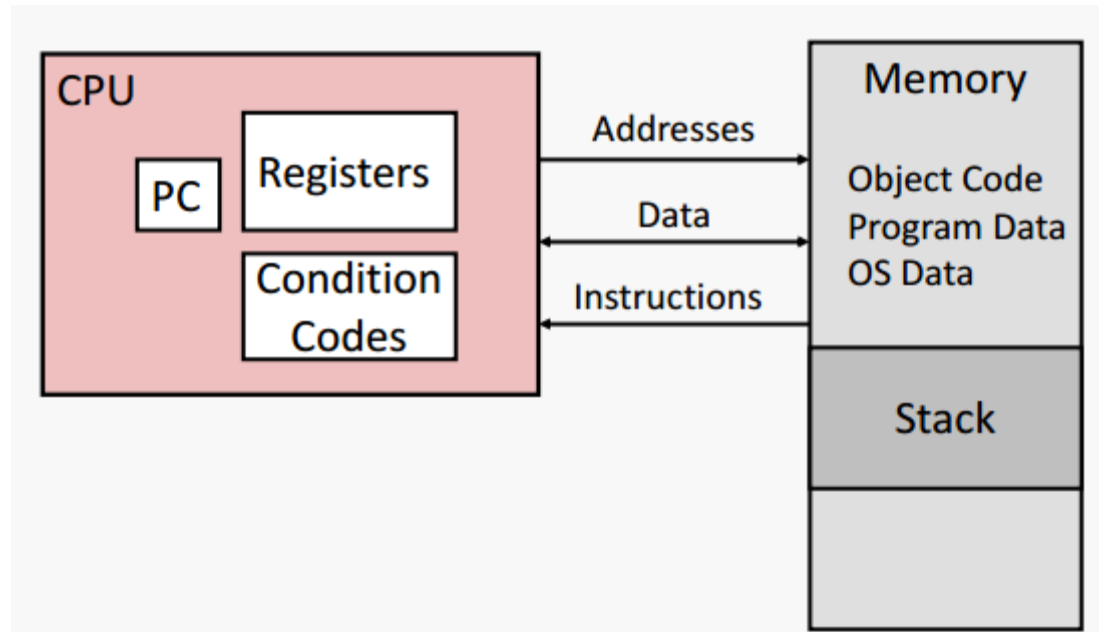 CPU
PC
Registers
Condition
Codes
Addresses
Data
Instructions
Memory
Object Code
Program Data
OS Data
Stack